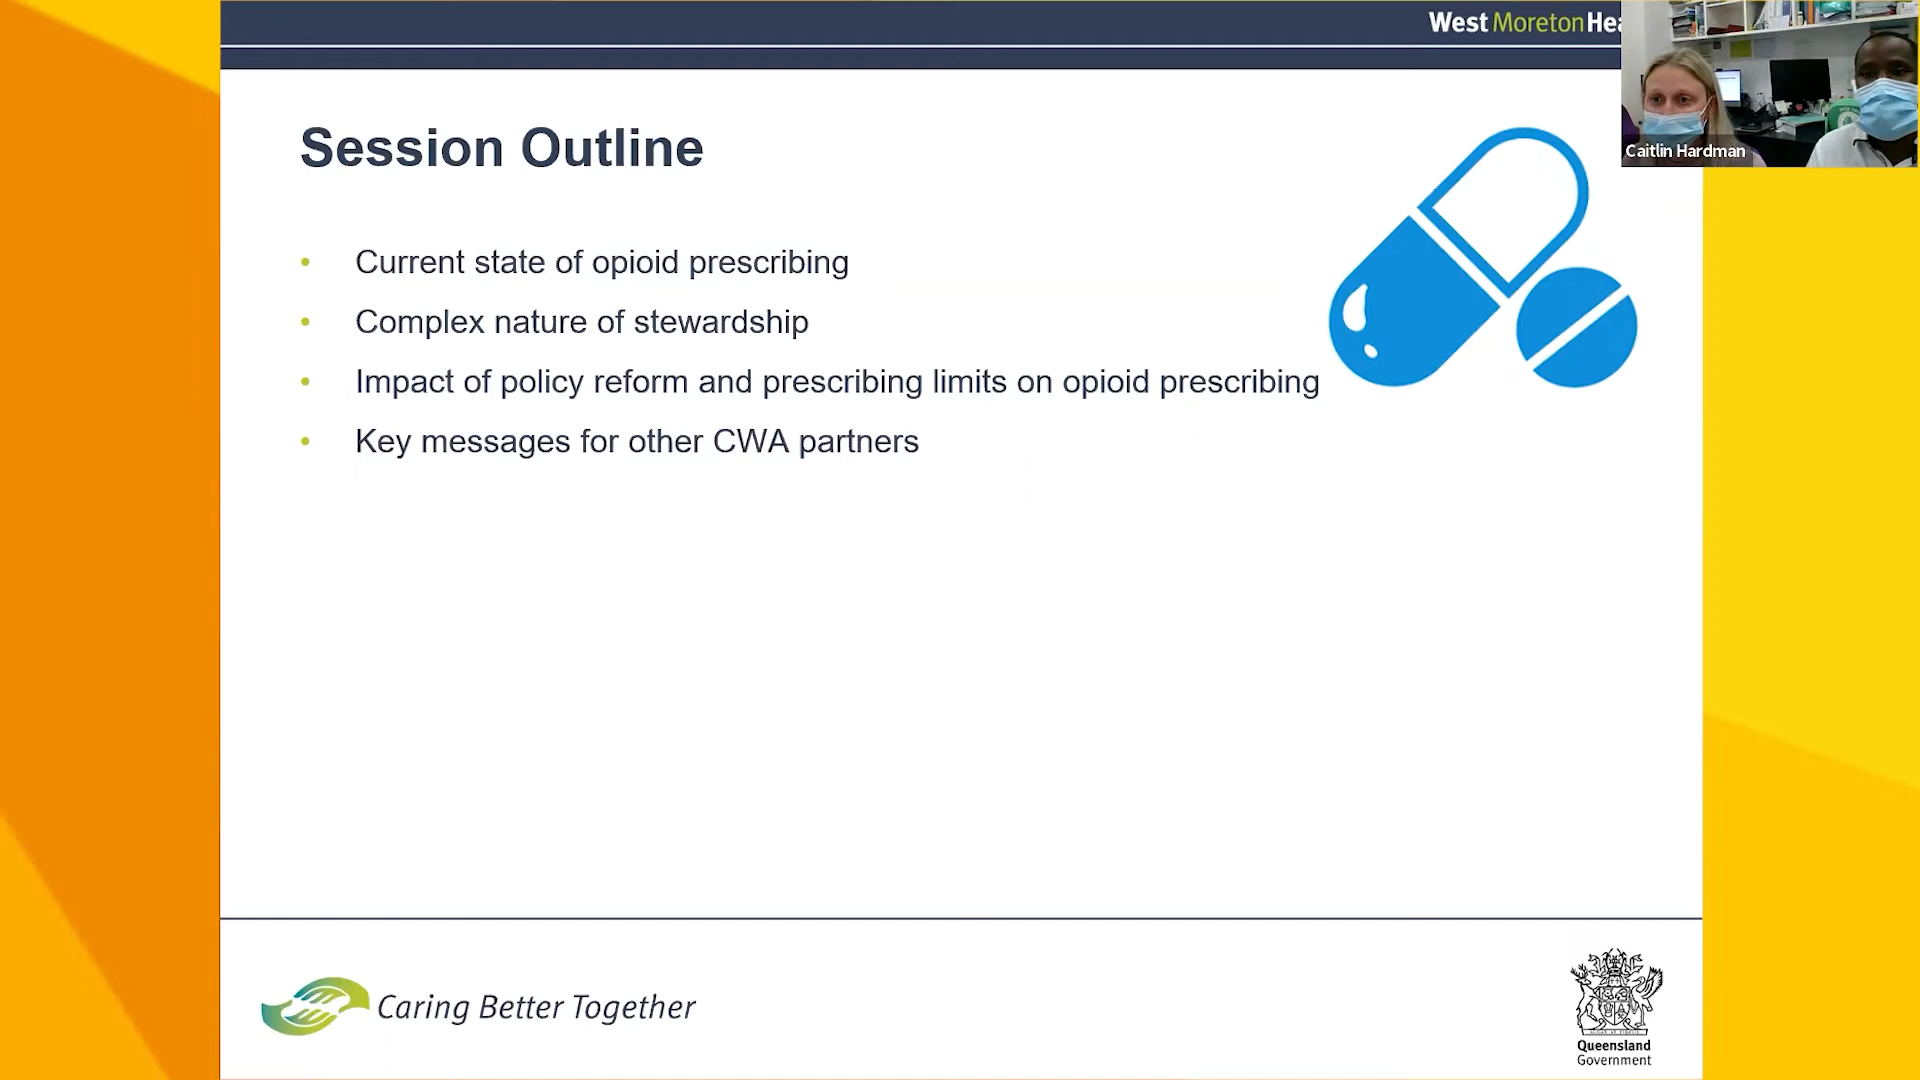 West Moreton Hea
Caitlin Hardman
Session Outline
• Current state of opioid prescribing
• Complex nature of stewardship
• Impact of policy reform and prescribing limits on opioid prescribing
• Key messages for other CWA partners
Caring Better Together
Queensland
Government